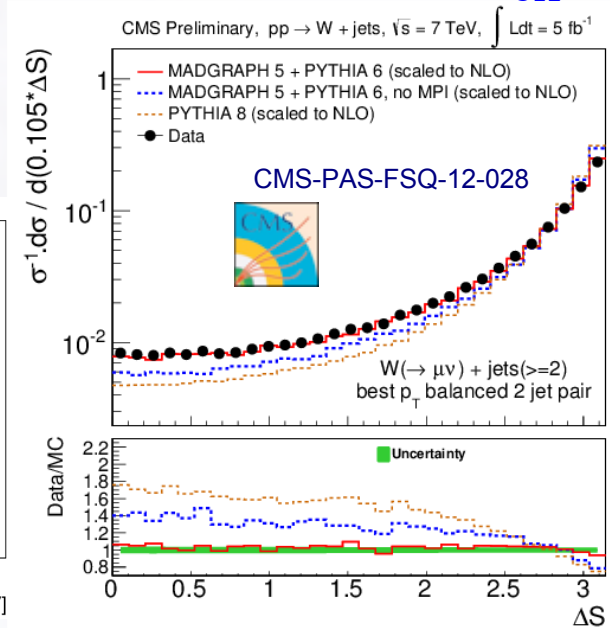 CMS Preliminary, pp → W + jets, √s = 7 TeV, ∫ Ldt = 5 fb⁻¹
σ⁻¹.dσ / d(0.105*ΔS)
1
10⁻¹
10⁻²
MADGRAPH 5 + PYTHIA 6 (scaled to NLO)
MADGRAPH 5 + PYTHIA 6, no MPI (scaled to NLO)
PYTHIA 8 (scaled to NLO)
Data
CMS-PAS-FSQ-12-028
CMS
W(→ μν) + jets(>=2)
best p_T balanced 2 jet pair
Data/MC
2.2
2
1.8
1.6
1.4
1.2
1
0.8
Uncertainty
0 0.5 1 1.5 2 2.5 3
ΔS
]